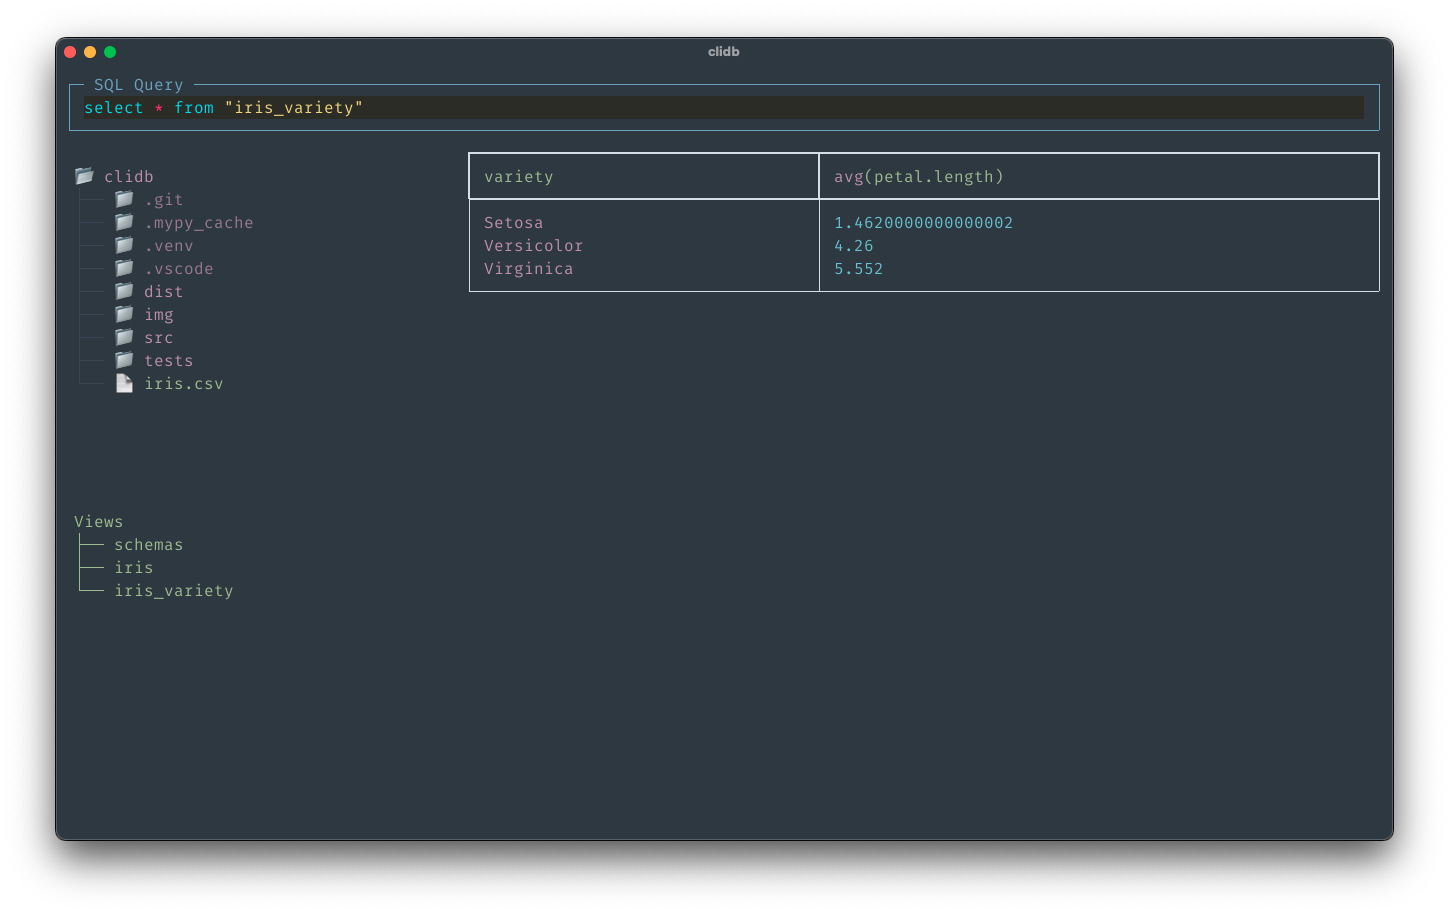 clidb
SQL Query
select * from "iris_variety"
clidb
.git
.mypy_cache
.venv
.vscode
dist
img
src
tests
iris.csv
variety avg(petal.length)
Setosa 1.4620000000000002
Versicolor 4.26
Virginica 5.552
Views
schemas
iris
iris_variety